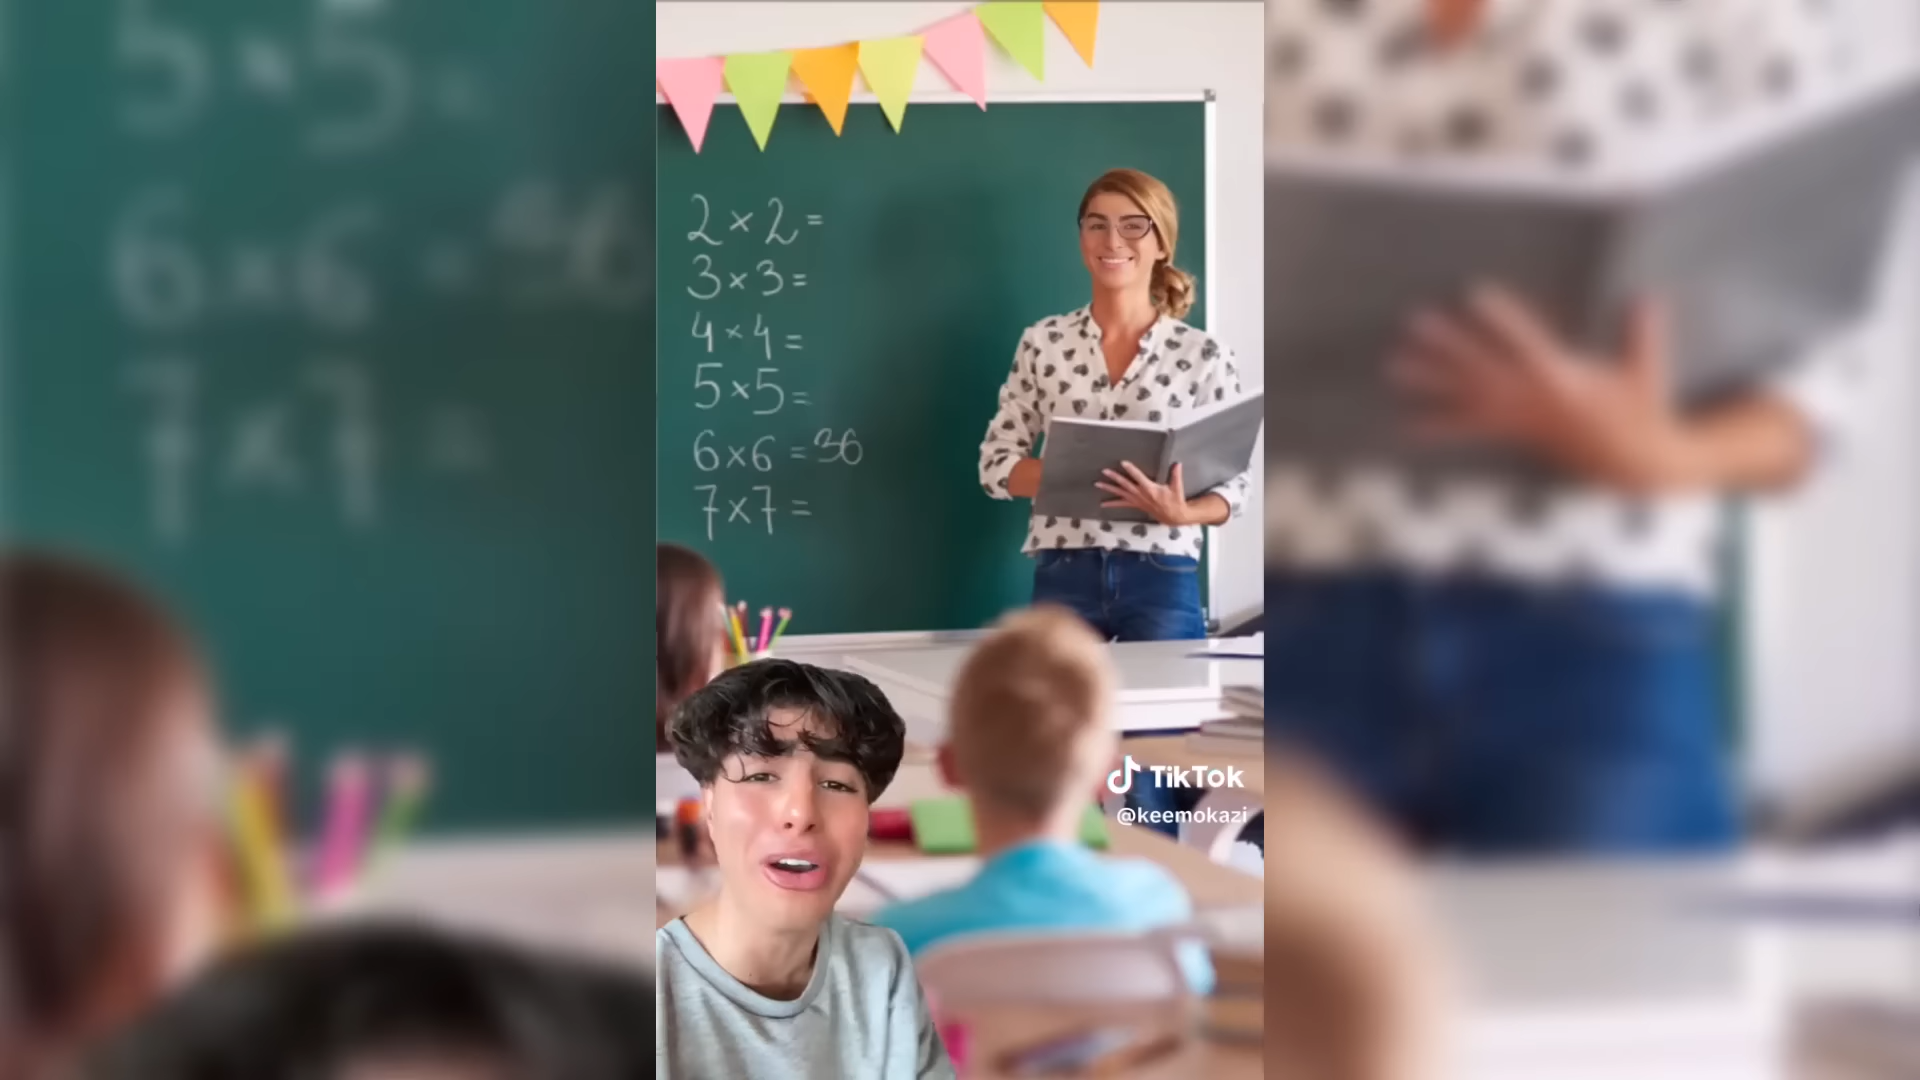 2 × 2 =
3 × 3 =
4 × 4 =
5 × 5 =
6 × 6 = 36
7 × 7 =
TikTok
@keemokazi